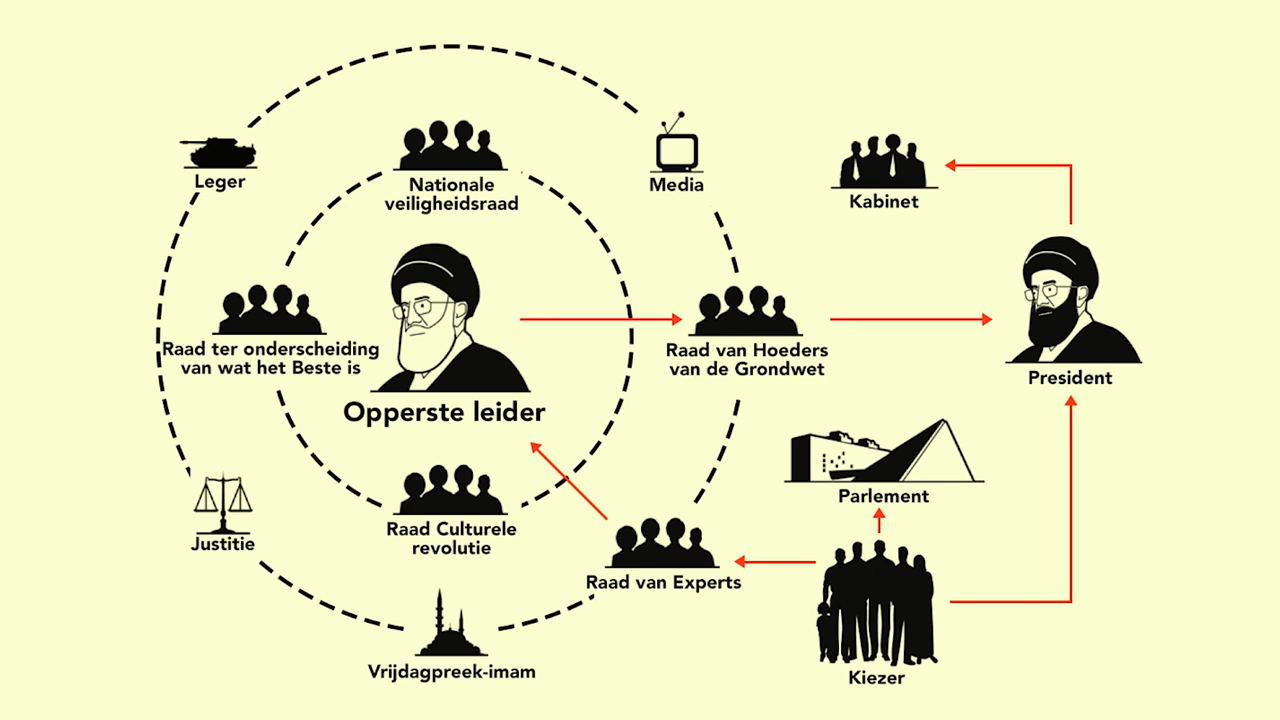 Leger
Nationale
veiligheidsraad
Media
Kabinet
Raad ter onderscheiding
van wat het Beste is
Opperste leider
Raad van Hoeders
van de Grondwet
President
Parlement
Justitie
Raad Culturele
revolutie
Raad van Experts
Vrijdagpreek-imam
Kiezer